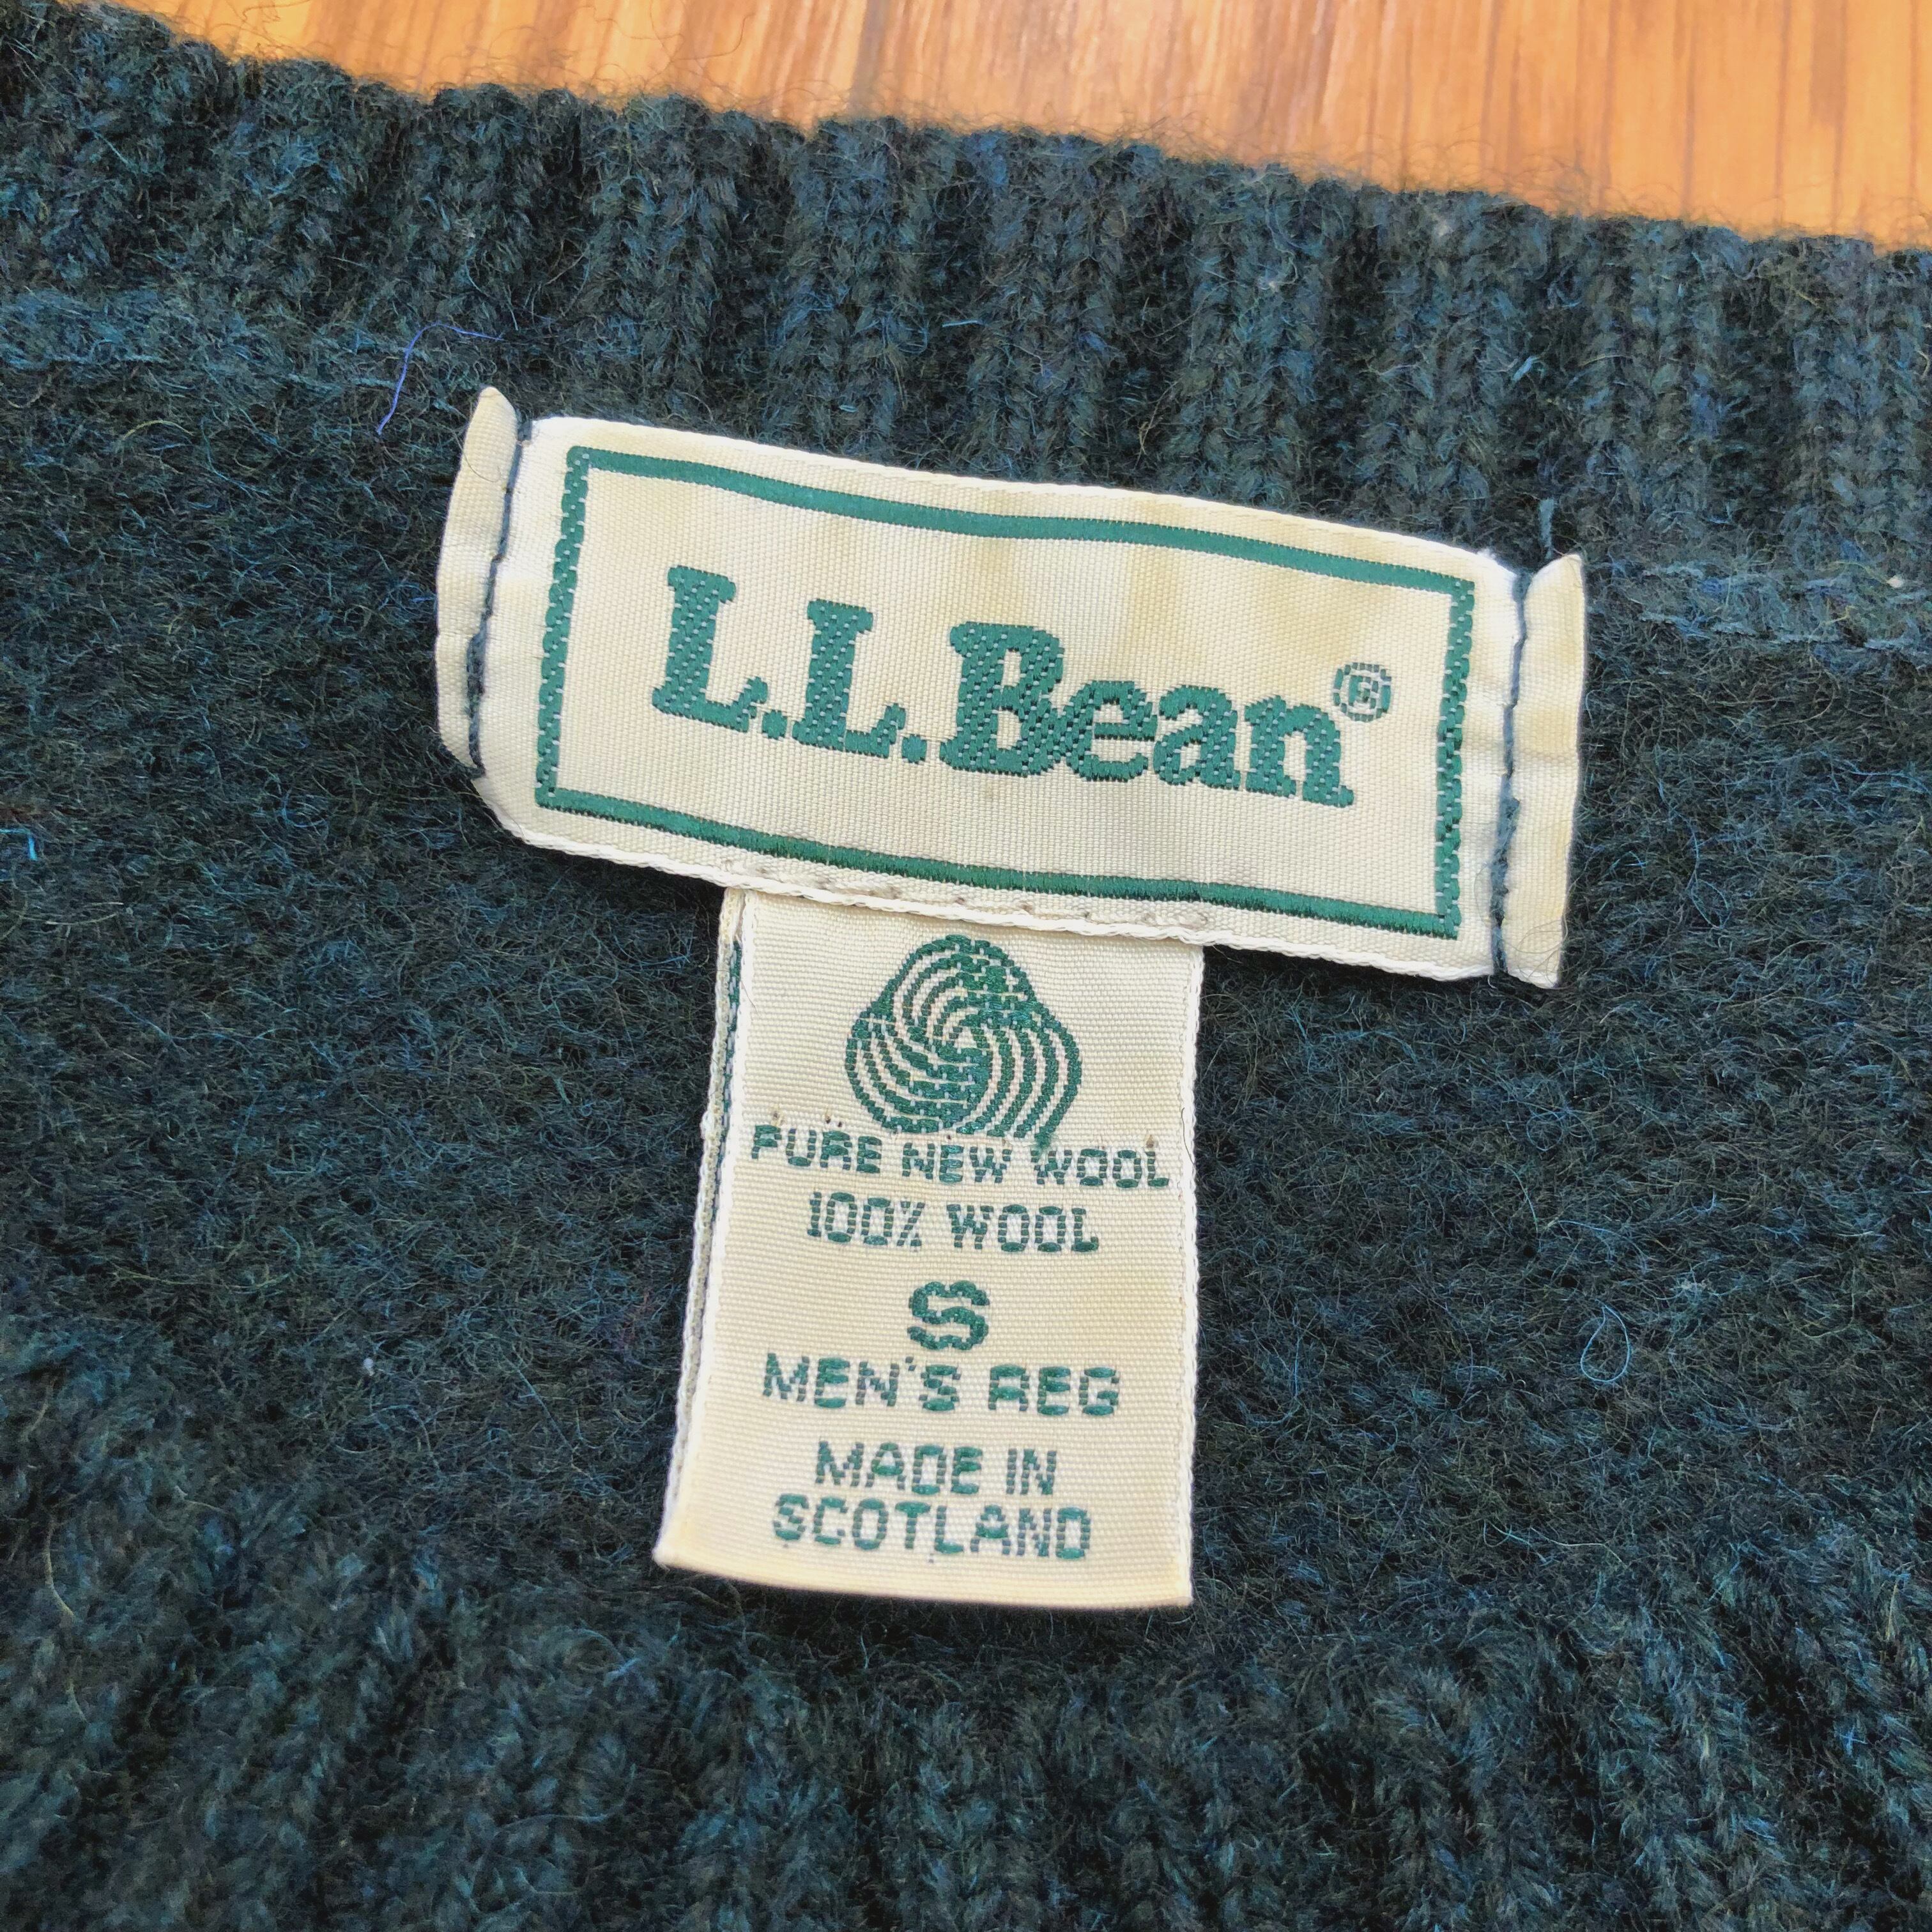 L.L.Bean®
PURE NEW WOOL
100% WOOL
S
MEN'S REG
MADE IN
SCOTLAND